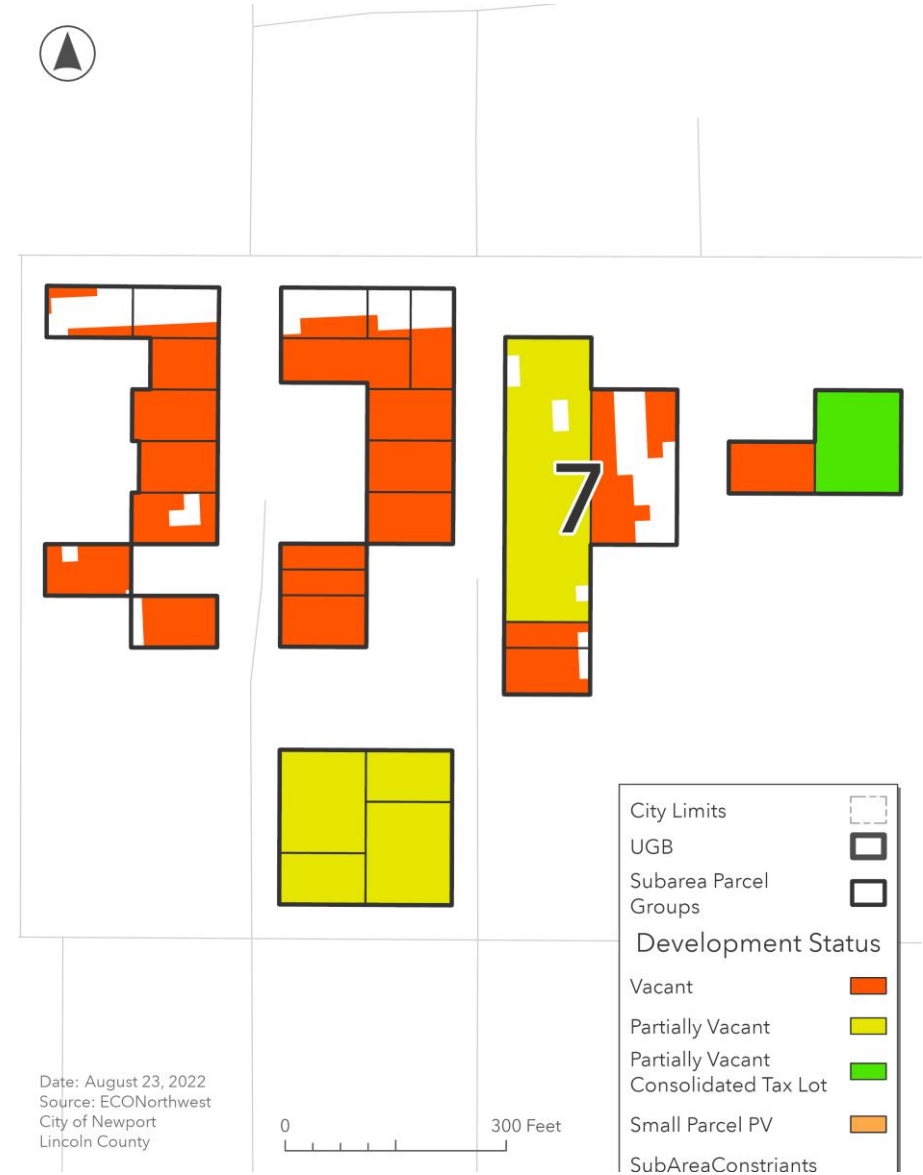 7
City Limits
UGB
Subarea Parcel
Groups
Development Status
Vacant
Partially Vacant
Partially Vacant
Consolidated Tax Lot
Small Parcel PV
SubAreaConstriants
Date: August 23, 2022
Source: ECONorthwest
City of Newport
Lincoln County
0 300 Feet